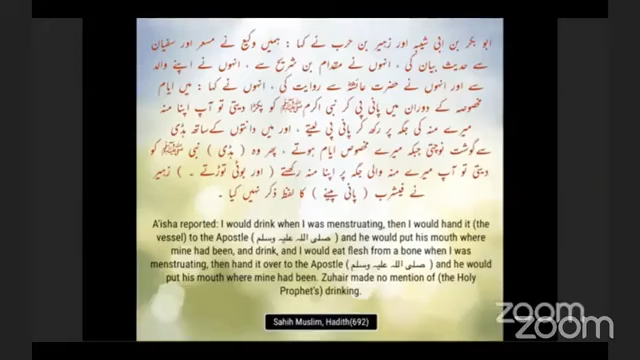 ابو بکر بن ابی شیبہ اور زہیر بن حرب نے کہا : ہمیں وکیع نے مسعر اور سفیان
سے حدیث بیان کی ، انہوں نے مقدام بن شریح سے ، انہوں نے اپنے والد
سے اور انہوں نے حضرت عائشہؓ سے روایت کی ، انہوں نے کہا : میں ایام
مخصوصہ کے دوران میں پانی پی کر نبی اکرمﷺ کو پکڑا دیتی تو آپ اپنا منہ
میرے منہ کی جگہ پر رکھ کر پانی پی لیتے ، اور میں دانتوں کےساتھ ہڈی
سےگوشت نوچتی جبکہ میرے مخصوص ایام ہوتے ، پھر وہ ( ہڈی ) نبی ﷺ کو
دیتی تو آپ میرے منہ والی جگہ پر اپنا منہ رکھتے ( اور بوٹی توڑتے ۔ ) زہیر
نے فیشرب ( پانی پینے ) کا لفظ ذکر نہیں کیا ۔
A'isha reported: I would drink when I was menstruating, then I would hand it (the
vessel) to the Apostle ( صلی اللہ علیہ وسلم ) and he would put his mouth where
mine had been, and drink, and I would eat flesh from a bone when I was
menstruating, then hand it over to the Apostle ( صلی اللہ علیہ وسلم ) and he would
put his mouth where mine had been. Zuhair made no mention of (the Holy
Prophet's) drinking.
Sahih Muslim, Hadith(692)
zoom
zoom